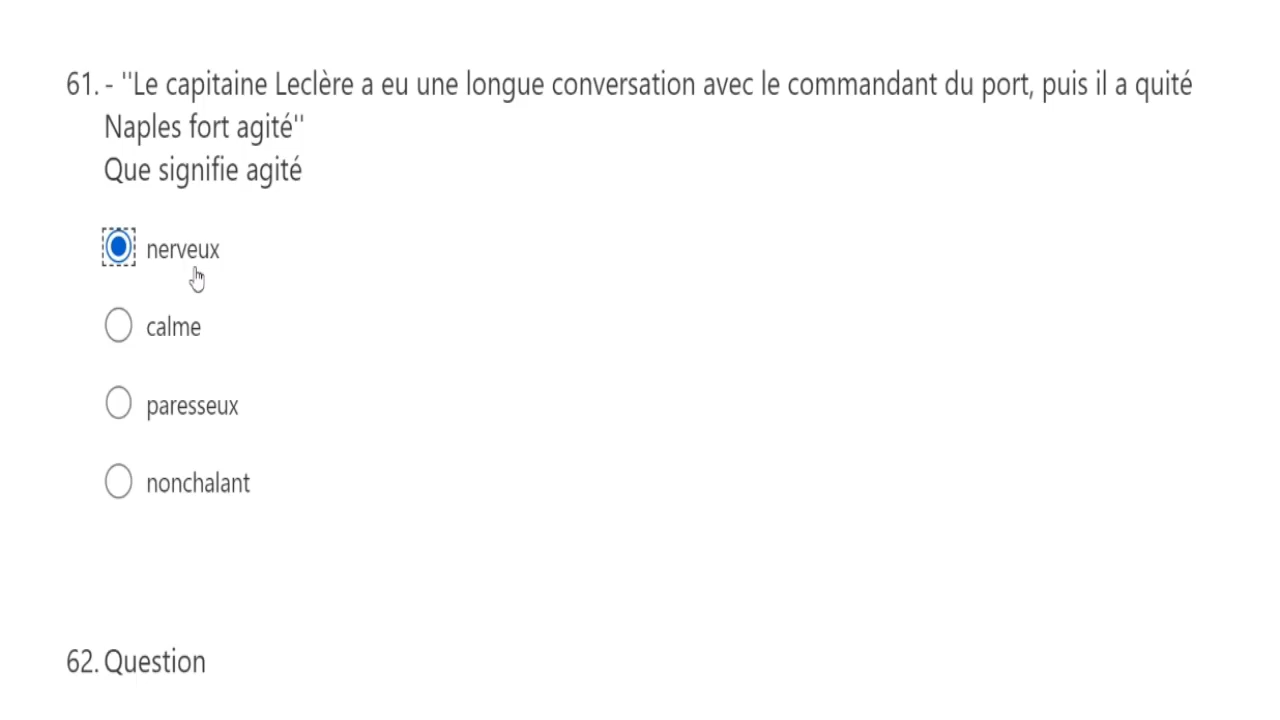 61. - "Le capitaine Leclère a eu une longue conversation avec le commandant du port, puis il a quité
Naples fort agité"
Que signifie agité
nerveux
calme
paresseux
nonchalant
62. Question